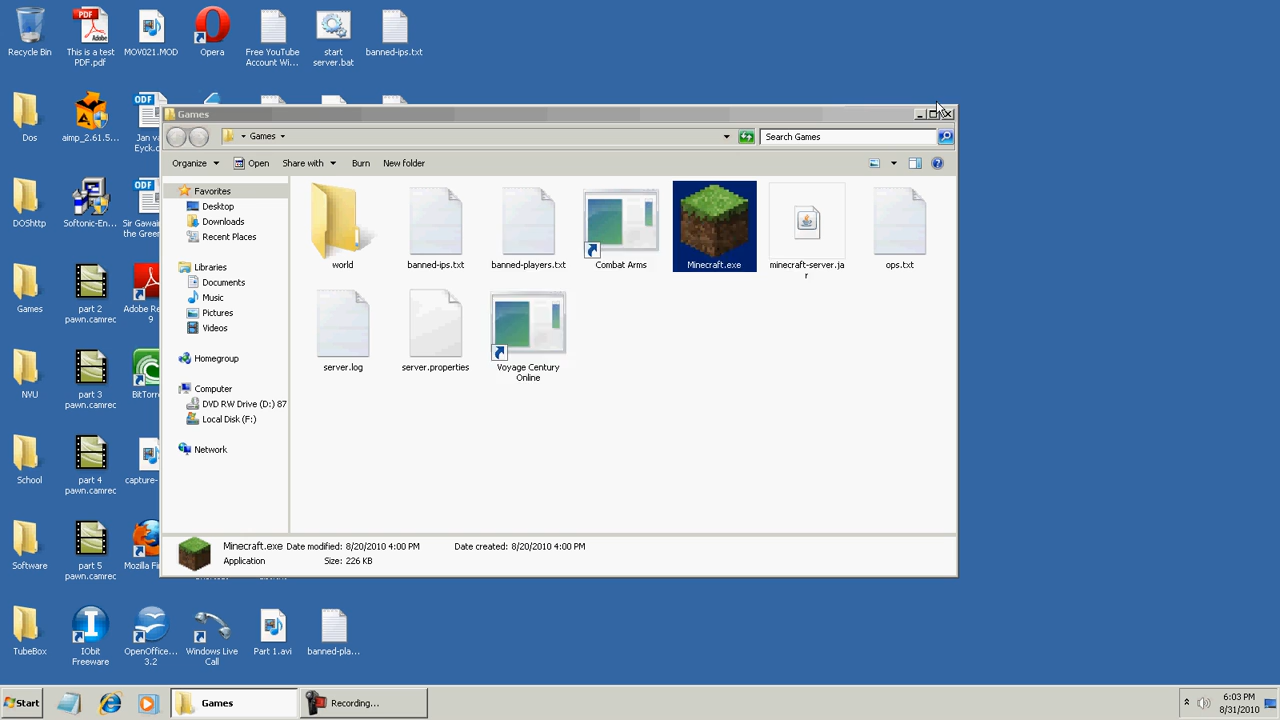 Recycle Bin
This is a test
PDF.pdf
MOV021.MOD
Opera
Free YouTube
Account Wi...
start
server.bat
banned-ips.txt
Dos
aimp_2.61.5...
Jan va
Eyck.
DOShttp
Softonic-En...
Sir Gawai
the Green
Games
part 2
pawn.camrec
Adobe Re
9
NVU
part 3
pawn.camrec
BitTorre
School
part 4
pawn.camrec
capture-
Software
part 5
pawn.camrec
Mozilla Fi
TubeBox
IObit
Freeware
OpenOffice...
3.2
Windows Live
Call
Part 1.avi
banned-pla...
Games
Games
Search Games
Organize
Open
Share with
Burn
New folder
Favorites
Desktop
Downloads
Recent Places
Libraries
Documents
Music
Pictures
Videos
Homegroup
Computer
DVD RW Drive (D:) 87
Local Disk (F:)
Network
world
banned-ips.txt
banned-players.txt
Combat Arms
Minecraft.exe
minecraft-server.ja
r
ops.txt
server.log
server.properties
Voyage Century
Online
Minecraft.exe Date modified: 8/20/2010 4:00 PM Date created: 8/20/2010 4:00 PM
Application Size: 226 KB
Start
Games
Recording...
6:03 PM
8/31/2010